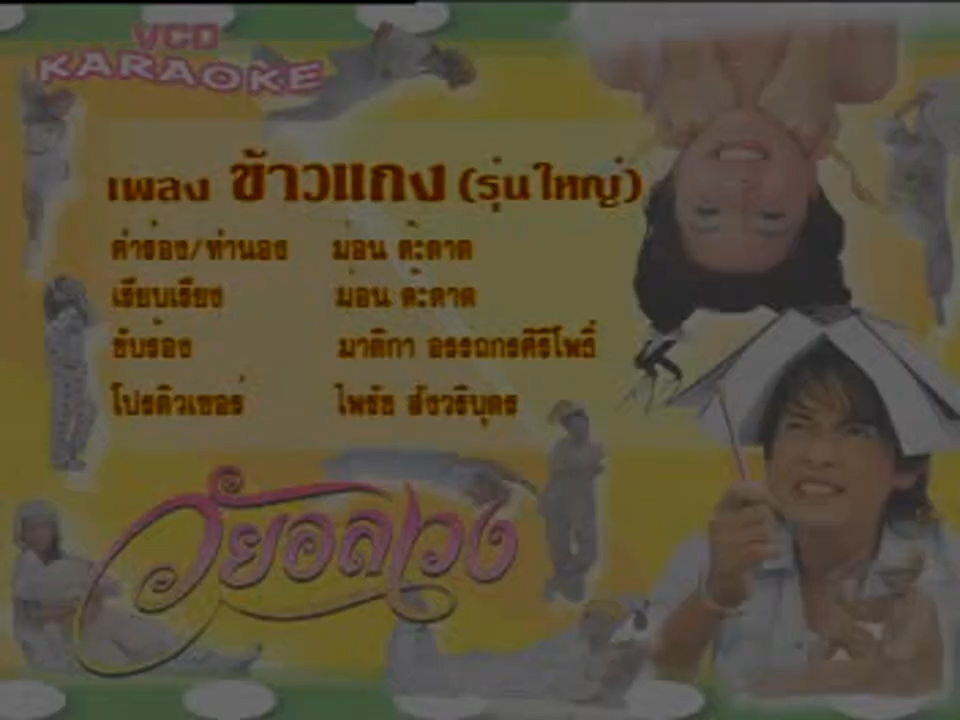 VCD
KARAOKE
เพลง ข้าวแกง (รุ่นใหญ่)
คำร้อง/ทำนอง ม่อน ต้ะตาด
เรียบเรียง ม่อน ต้ะตาด
ขับร้อง มาติกา อรรถกรศิริโพธิ์
โปรดิวเซอร์ ไพรัช สังวริบุตร
วัยอลเวง